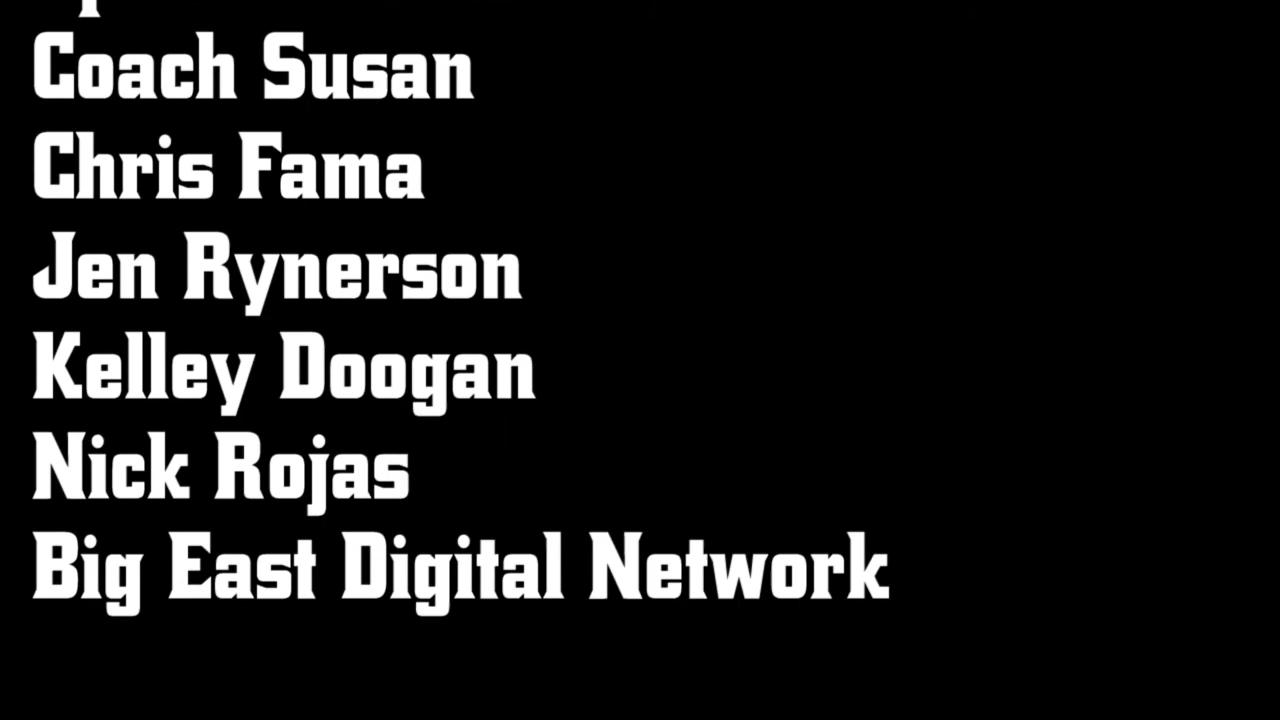 Coach Susan
Chris Fama
Jen Rynerson
Kelley Doogan
Nick Rojas
Big East Digital Network